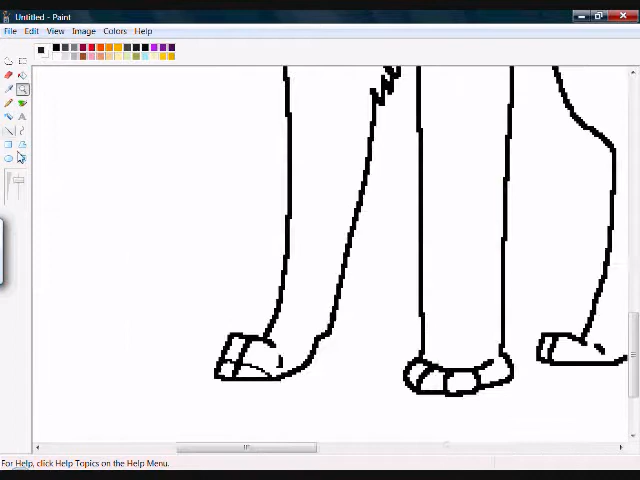 Untitled - Paint
File Edit View Image Colors Help
For Help, click Help Topics on the Help Menu.